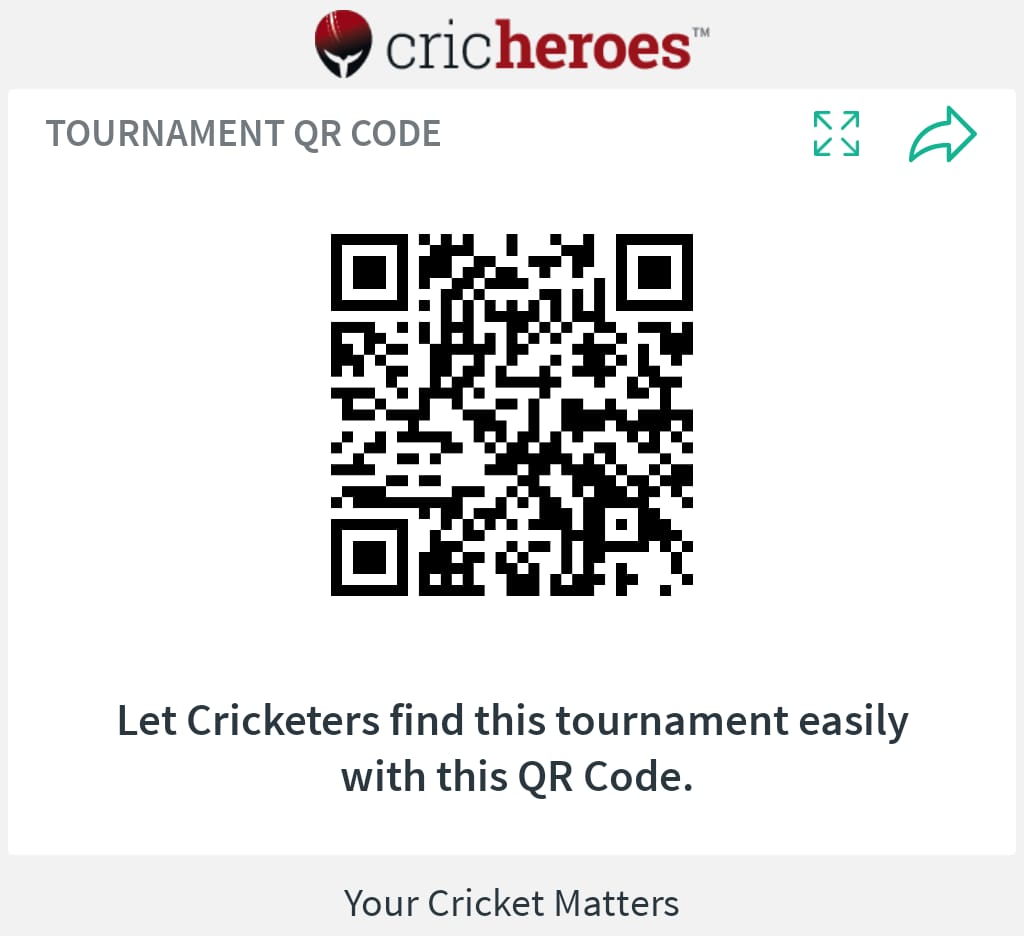 cricheroes™
TOURNAMENT QR CODE
Let Cricketers find this tournament easily
with this QR Code.
Your Cricket Matters